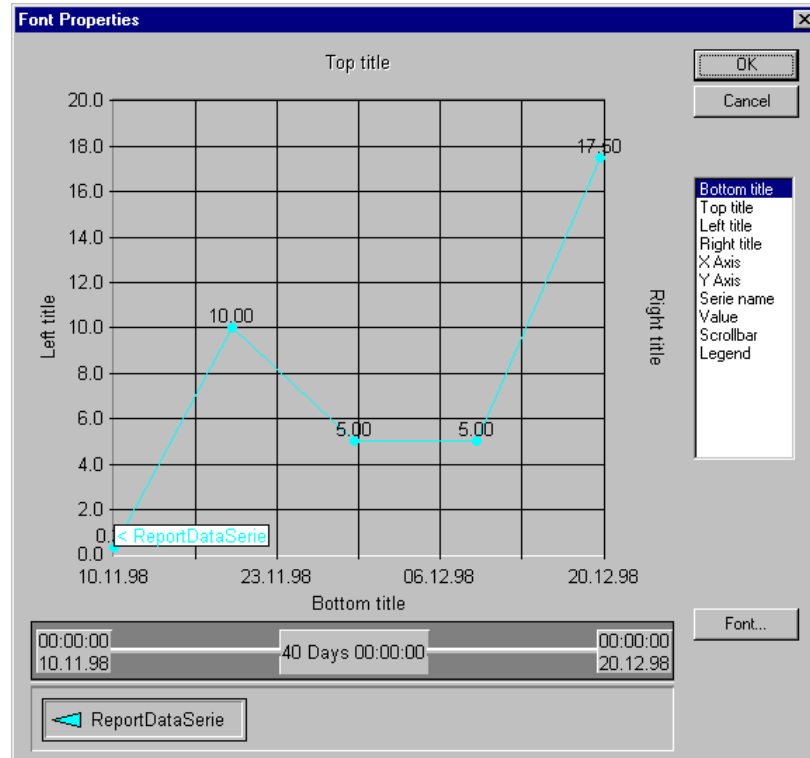 Font Properties
Top title
OK
Cancel
20.0
18.0
16.0
14.0
12.0
10.0
8.0
6.0
4.0
2.0
0.0
17.50
10.00
5.00
5.00
< ReportDataSerie
Left title
Right title
10.11.98
23.11.98
06.12.98
20.12.98
Bottom title
Bottom title
Top title
Left title
Right title
X Axis
Y Axis
Serie name
Value
Scrollbar
Legend
Font...
00:00:00
10.11.98
40 Days 00:00:00
00:00:00
20.12.98
ReportDataSerie